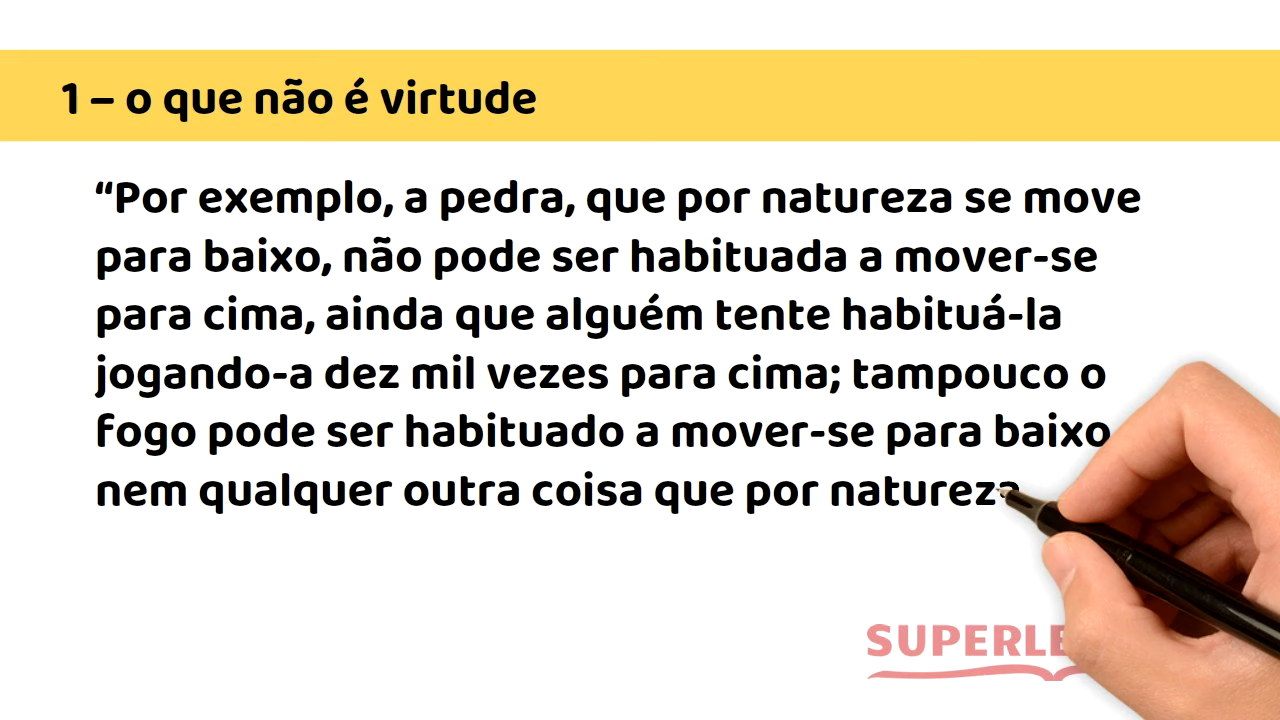 1 – o que não é virtude
“Por exemplo, a pedra, que por natureza se move
para baixo, não pode ser habituada a mover-se
para cima, ainda que alguém tente habituá-la
jogando-a dez mil vezes para cima; tampouco o
fogo pode ser habituado a mover-se para baixo
nem qualquer outra coisa que por natureza